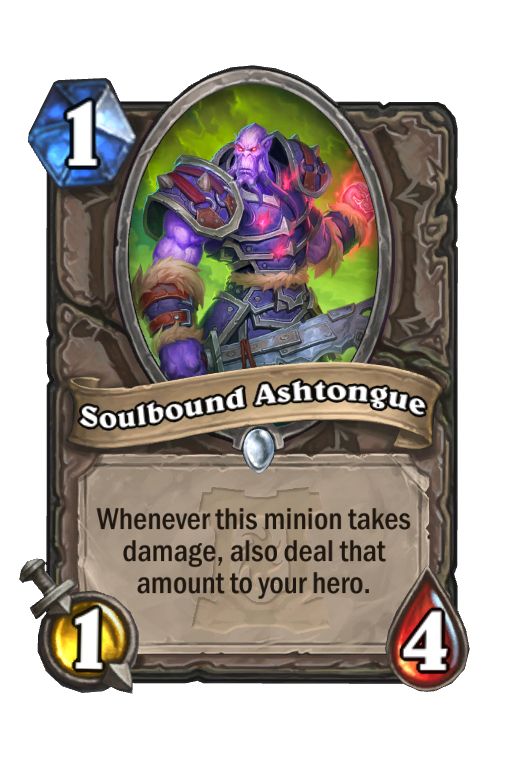 1
Soulbound Ashtongue
Whenever this minion takes
damage, also deal that
amount to your hero.
1
4